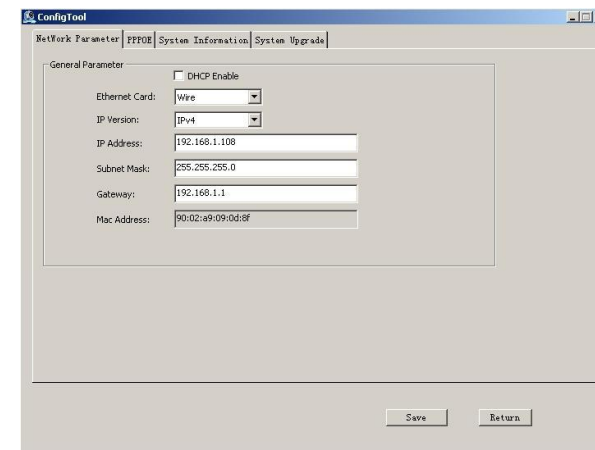 ConfigTool
NetWork Parameter PPPOE System Information System Upgrade
General Parameter
DHCP Enable
Ethernet Card: Wire
IP Version: IPv4
IP Address: 192.168.1.108
Subnet Mask: 255.255.255.0
Gateway: 192.168.1.1
Mac Address: 90:02:a9:09:0d:8f
Save Return